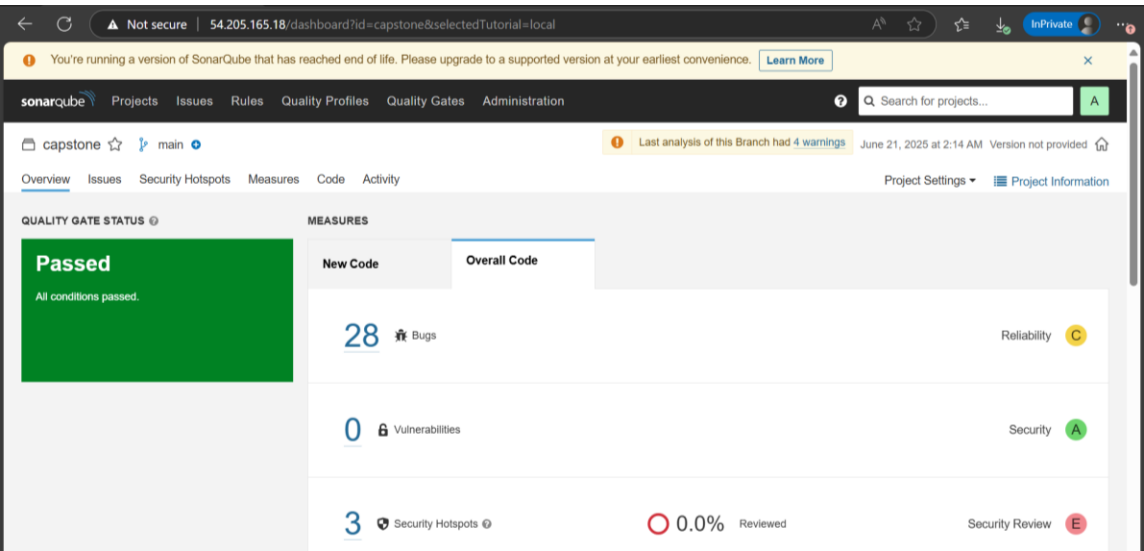 Not secure | 54.205.165.18/dashboard?id=capstone&selectedTutorial=local A InPrivate
You're running a version of SonarQube that has reached end of life. Please upgrade to a supported version at your earliest convenience. Learn More
sonarqube Projects Issues Rules Quality Profiles Quality Gates Administration ? Search for projects... A
capstone main Last analysis of this Branch had 4 warnings June 21, 2025 at 2:14 AM Version not provided
Overview Issues Security Hotspots Measures Code Activity Project Settings Project Information
QUALITY GATE STATUS ? MEASURES
Passed
All conditions passed.
New Code Overall Code
28 Bugs Reliability C
0 Vulnerabilities Security A
3 Security Hotspots ? 0.0% Reviewed Security Review E